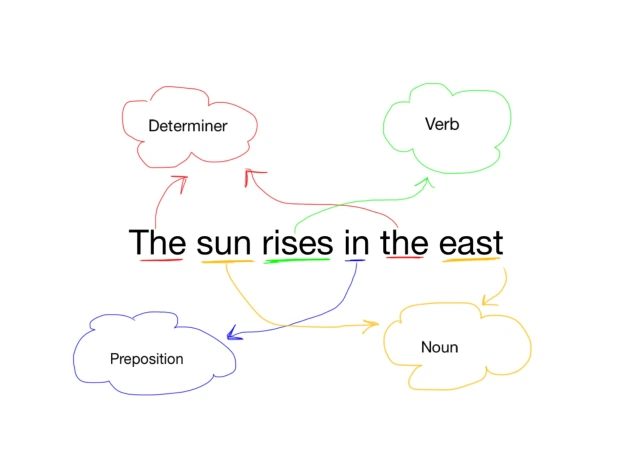 Determiner
Verb
The sun rises in the east
Preposition
Noun